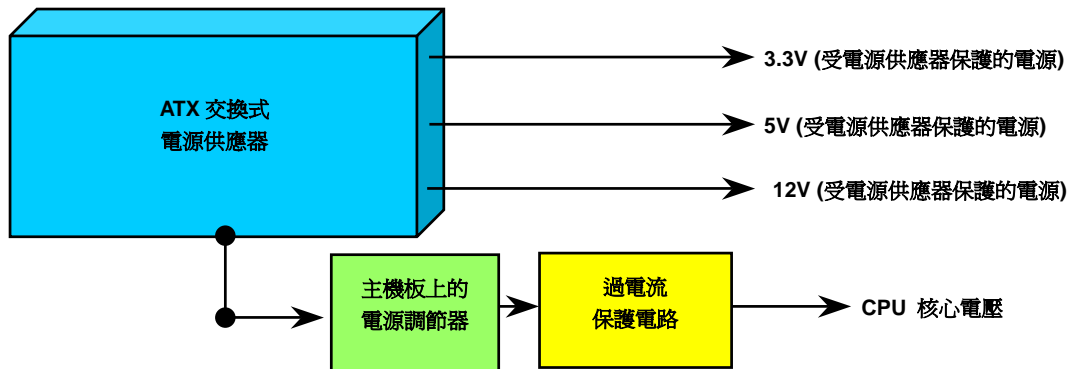 ATX 交換式
電源供應器
3.3V (受電源供應器保護的電源)
5V (受電源供應器保護的電源)
12V (受電源供應器保護的電源)
主機板上的
電源調節器
過電流
保護電路
CPU 核心電壓